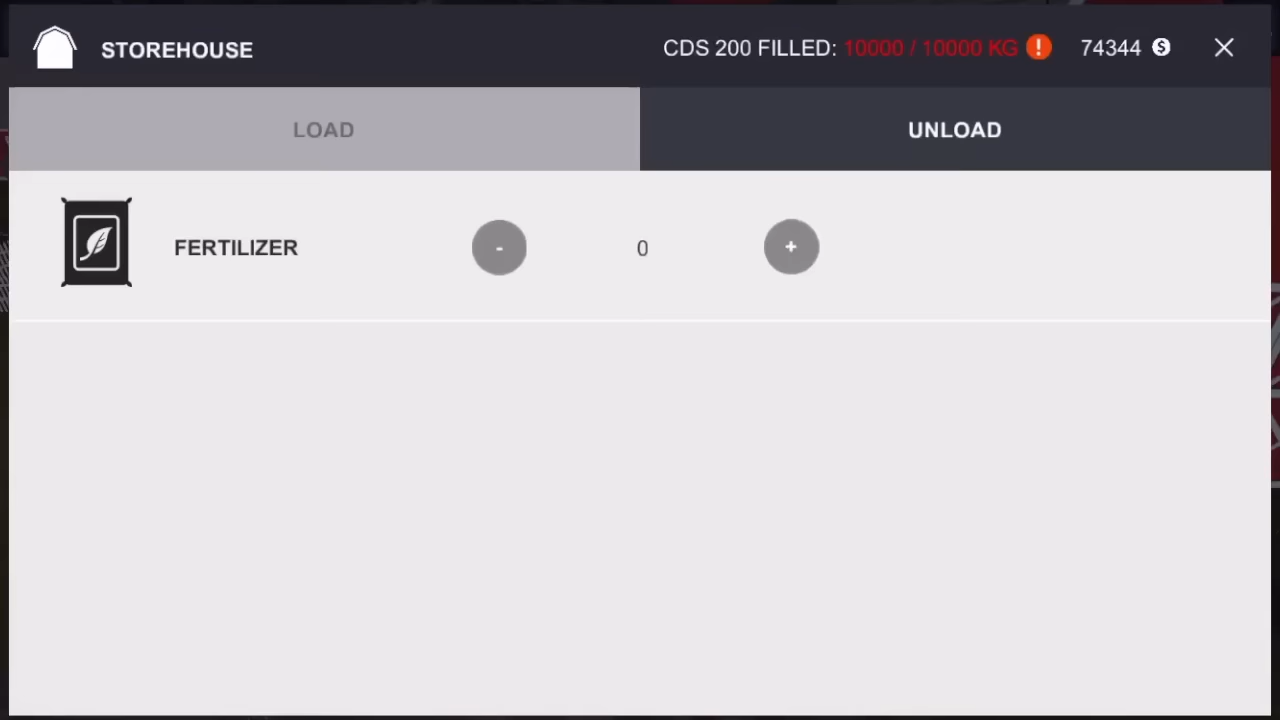 STOREHOUSE
CDS 200 FILLED: 10000 / 10000 KG ! 74344 $
LOAD
UNLOAD
FERTILIZER - 0 +